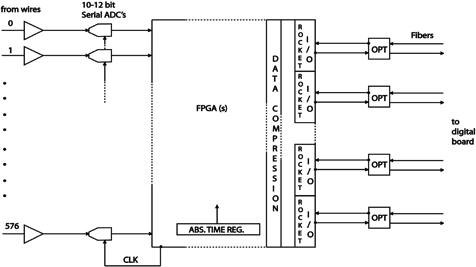 from wires
10-12 bit
Serial ADC's
0
1
576
CLK
FPGA (s)
ABS. TIME REG.
DATA COMPRESSION
ROCKET I/O
ROCKET I/O
ROCKET I/O
ROCKET I/O
OPT
OPT
OPT
OPT
Fibers
to
digital
board